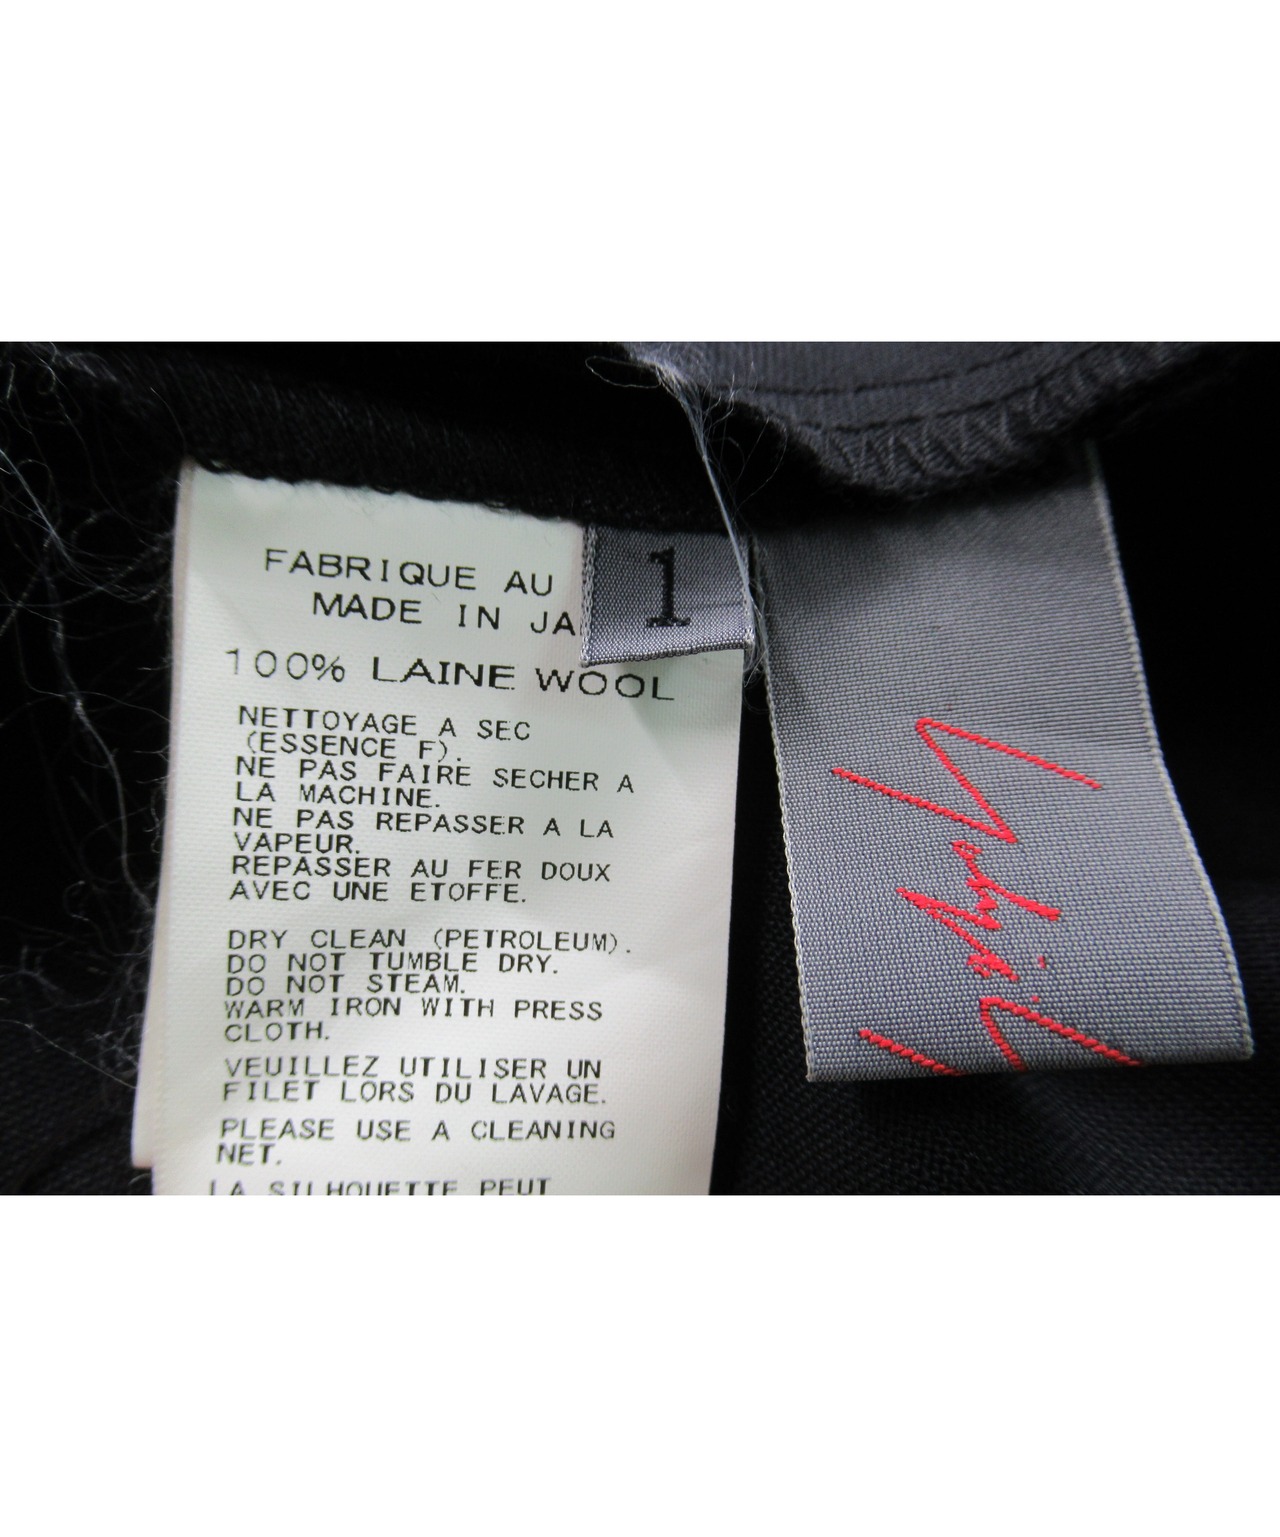 FABRIQUE AU
MADE IN JA
1
100% LAINE WOOL
NETTOYAGE A SEC
(ESSENCE F).
NE PAS FAIRE SECHER A
LA MACHINE.
NE PAS REPASSER A LA
VAPEUR.
REPASSER AU FER DOUX
AVEC UNE ETOFFE.
DRY CLEAN (PETROLEUM).
DO NOT TUMBLE DRY.
DO NOT STEAM.
WARM IRON WITH PRESS
CLOTH.
VEUILLEZ UTILISER UN
FILET LORS DU LAVAGE.
PLEASE USE A CLEANING
NET.
LA SILHOUETTE PEUT
Yohji Y